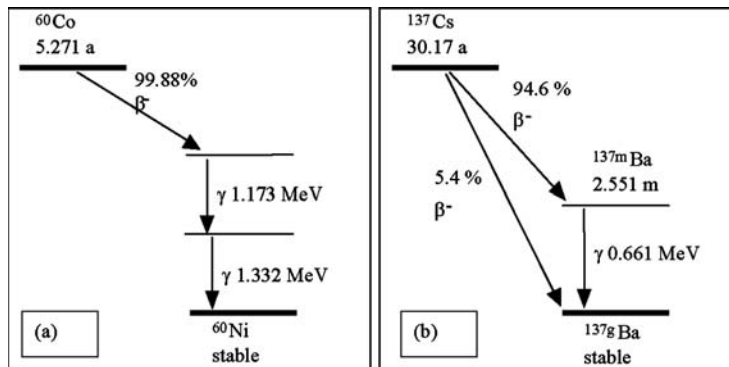 ⁶⁰Co
5.271 a
99.88%
β⁻
γ 1.173 MeV
γ 1.332 MeV
(a)
⁶⁰Ni
stable
¹³⁷Cs
30.17 a
94.6 %
β⁻
¹³⁷ᵐBa
2.551 m
5.4 %
β⁻
γ 0.661 MeV
(b)
¹³⁷ᵍBa
stable